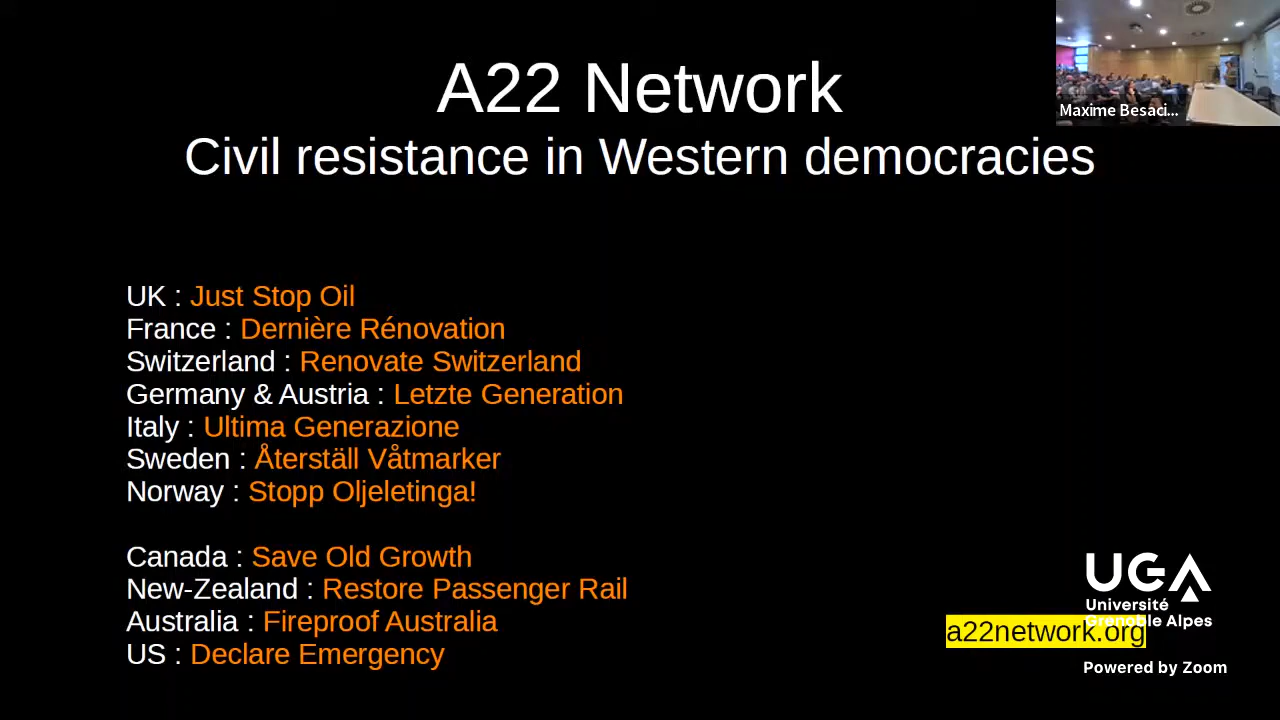 A22 Network
Civil resistance in Western democracies
Maxime Besaci...
UK : Just Stop Oil
France : Dernière Rénovation
Switzerland : Renovate Switzerland
Germany & Austria : Letzte Generation
Italy : Ultima Generazione
Sweden : Återställ Våtmarker
Norway : Stopp Oljeletinga!
Canada : Save Old Growth
New-Zealand : Restore Passenger Rail
Australia : Fireproof Australia
US : Declare Emergency
UGA
Université
Grenoble Alpes
a22network.org
Powered by Zoom